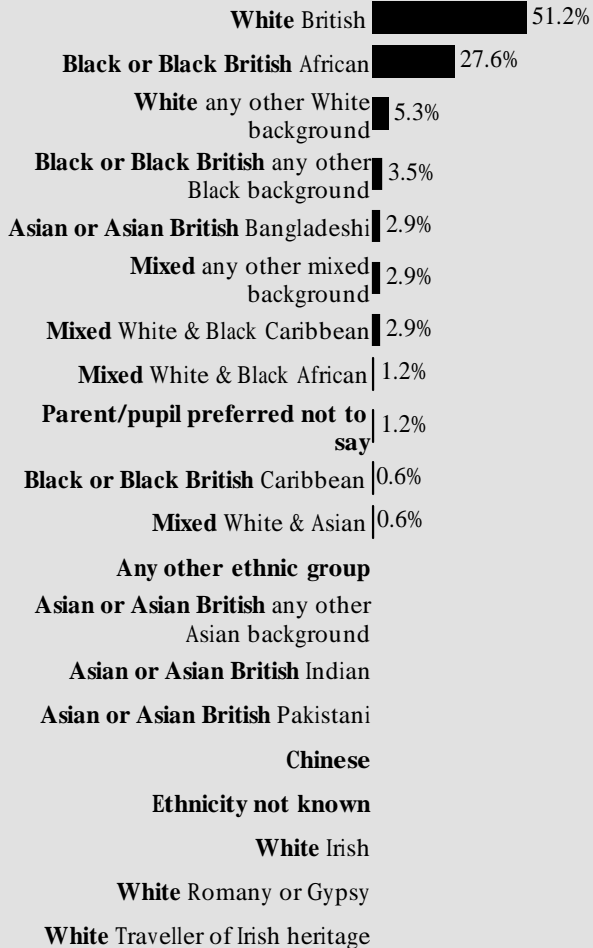 White British 51.2%
Black or Black British African 27.6%
White any other White
background 5.3%
Black or Black British any other
Black background 3.5%
Asian or Asian British Bangladeshi 2.9%
Mixed any other mixed
background 2.9%
Mixed White & Black Caribbean 2.9%
Mixed White & Black African 1.2%
Parent/pupil preferred not to
say 1.2%
Black or Black British Caribbean 0.6%
Mixed White & Asian 0.6%
Any other ethnic group
Asian or Asian British any other
Asian background
Asian or Asian British Indian
Asian or Asian British Pakistani
Chinese
Ethnicity not known
White Irish
White Romany or Gypsy
White Traveller of Irish heritage